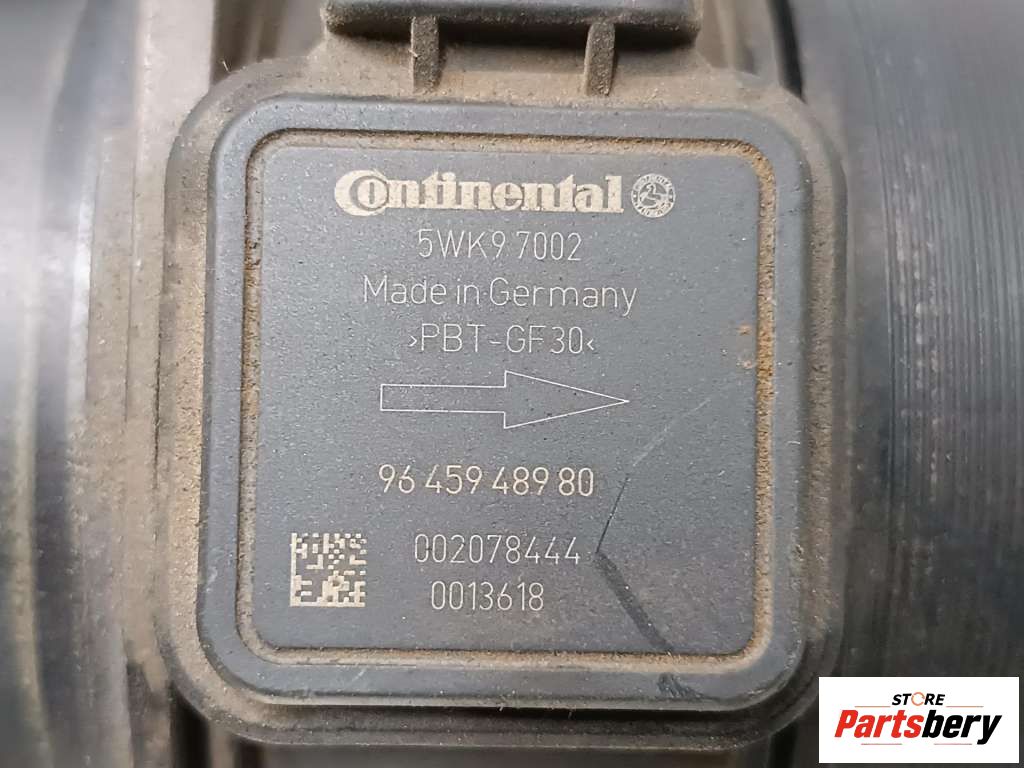 Continental
5WK9 7002
Made in Germany
>PBT-GF30<
96 459 489 80
002078444
0013618
STORE
Partsbery